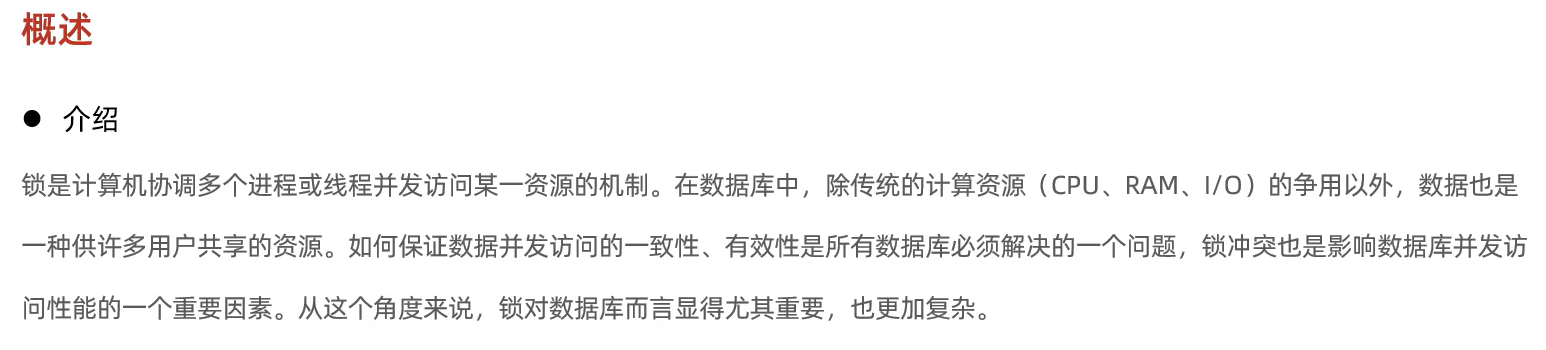 概述
● 介绍
锁是计算机协调多个进程或线程并发访问某一资源的机制。在数据库中，除传统的计算资源（CPU、RAM、I/O）的争用以外，数据也是
一种供许多用户共享的资源。如何保证数据并发访问的一致性、有效性是所有数据库必须解决的一个问题，锁冲突也是影响数据库并发访
问性能的一个重要因素。从这个角度来说，锁对数据库而言显得尤其重要，也更加复杂。